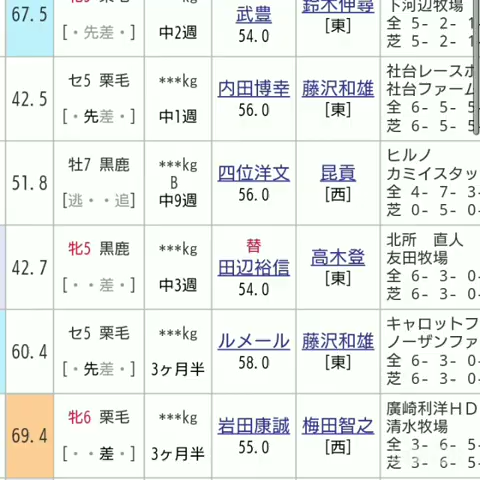 67.5 [・先差・] 中2週 武豊 54.0 鈴木伸尋 [東] 下河辺牧場
全 5- 2- 1-
芝 5- 2- 1-
42.5 セ5 栗毛 [・先差・] ***kg 中1週 内田博幸 56.0 藤沢和雄 [東] 社台レースホ
社台ファーム
全 6- 5- 5-
芝 6- 5- 5-
51.8 牡7 黒鹿 [逃・・追] ***kg B 中9週 四位洋文 56.0 昆貢 [西] ヒルノ
カミイスタッ
全 4- 7- 3-
芝 0- 5- 0-
42.7 牝5 黒鹿 [・・差・] ***kg 中3週 替 田辺裕信 54.0 高木登 [東] 北所 直人
友田牧場
全 6- 3- 0-
芝 6- 3- 0-
60.4 セ5 栗毛 [・先差・] ***kg 3ヶ月半 ルメール 58.0 藤沢和雄 [東] キャロットフ
ノーザンファ
全 6- 3- 0-
芝 6- 3- 0-
69.4 牝6 栗毛 [・・差・] ***kg 3ヶ月半 岩田康誠 55.0 梅田智之 [西] 廣崎利洋HD
清水牧場
全 3- 6- 5-
芝 3- 6- 5-